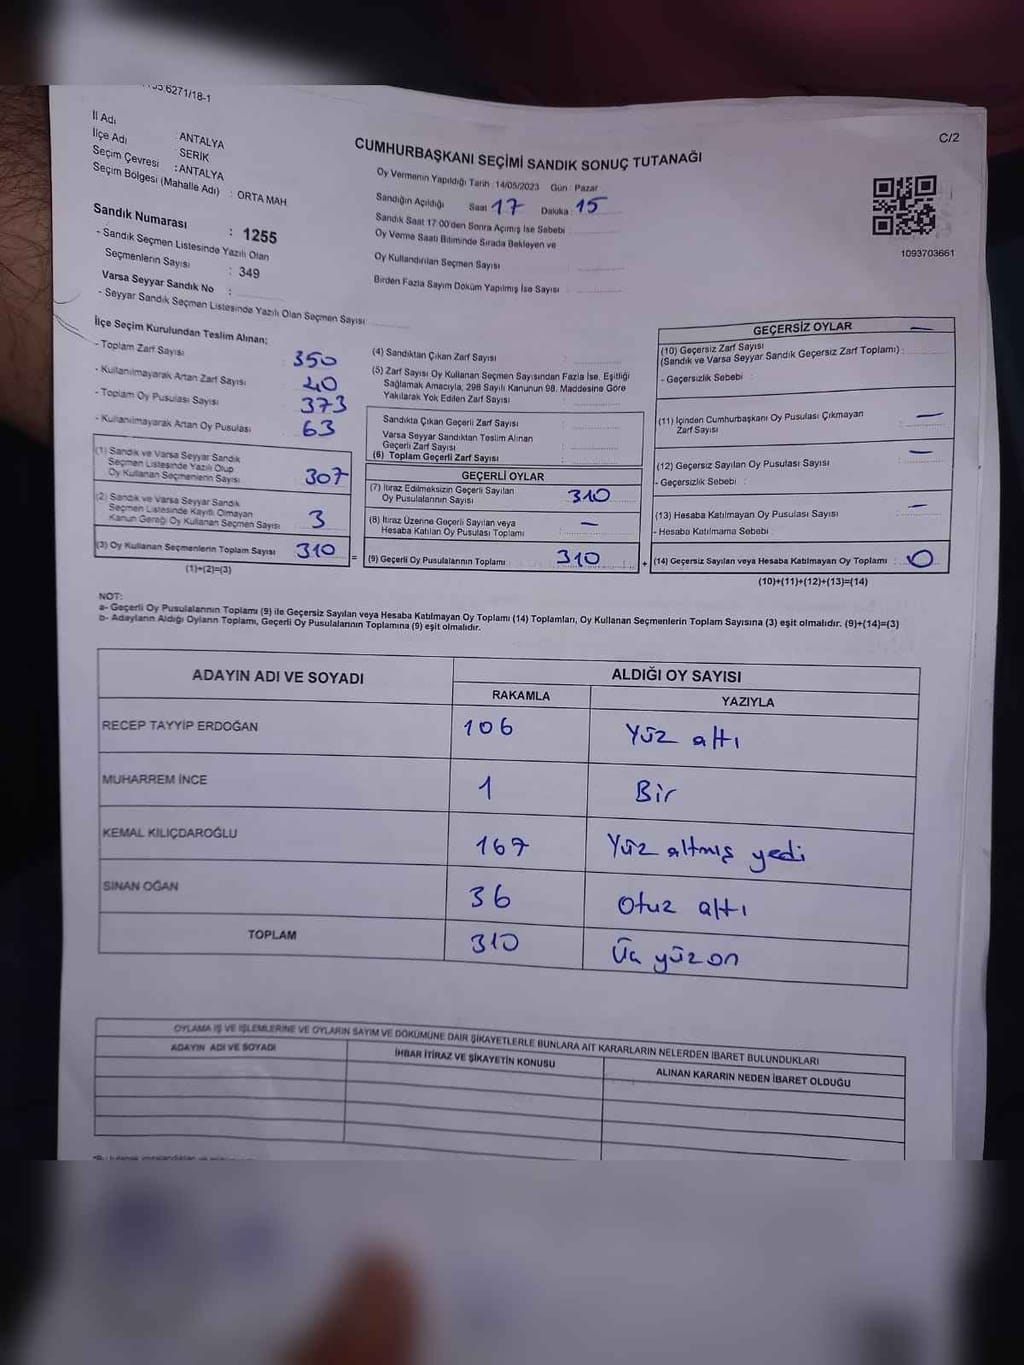 6271/18-1
C/2
İl Adı : ANTALYA
İlçe Adı : SERİK
Seçim Çevresi : ANTALYA
Seçim Bölgesi (Mahalle Adı) : ORTA MAH
Sandık Numarası : 1255
- Sandık Seçmen Listesinde Yazılı Olan
Seçmenlerin Sayısı : 349
Varsa Seyyar Sandık No :
- Seyyar Sandık Seçmen Listesinde Yazılı Olan Seçmen Sayısı
CUMHURBAŞKANI SEÇİMİ SANDIK SONUÇ TUTANAĞI
Oy Vermenin Yapıldığı Tarih : 14/05/2023 Gün : Pazar
Sandığın Açıldığı Saat 17 Dakika : 15
Sandık Saat 17:00'den Sonra Açımış İse Sebebi
Oy Verme Saati Bitiminde Sırada Bekleyen ve
Oy Kullandırılan Seçmen Sayısı
Birden Fazla Sayım Döküm Yapılmış İse Sayısı :
1093703661
İlçe Seçim Kurulundan Teslim Alınan;
- Toplam Zarf Sayısı 350
- Kullanılmayarak Artan Zarf Sayısı 40
- Toplam Oy Pusulası Sayısı 373
- Kullanılmayarak Artan Oy Pusulası 63
(1) Sandık ve Varsa Seyyar Sandık
Seçmen Listesinde Yazılı Olup
Oy Kullanan Seçmenlerin Sayısı 307
(2) Sandık ve Varsa Seyyar Sandık
Seçmen Listesinde Kayıtlı Olmayan
Kanun Gereği Oy Kullanan Seçmen Sayısı 3
(3) Oy Kullanan Seçmenlerin Toplam Sayısı 310 =
(1)+(2)=(3)
(4) Sandıktan Çıkan Zarf Sayısı :
(5) Zarf Sayısı Oy Kullanan Seçmen Sayısından Fazla İse, Eşitliği
Sağlamak Amacıyla, 298 Sayılı Kanunun 98. Maddesine Göre
Yakılarak Yok Edilen Zarf Sayısı :
Sandıkta Çıkan Geçerli Zarf Sayısı :
Varsa Seyyar Sandıktan Teslim Alınan
Geçerli Zarf Sayısı :
(6) Toplam Geçerli Zarf Sayısı :
GEÇERLİ OYLAR
(7) İtiraz Edilmeksizin Geçerli Sayılan
Oy Pusulalarının Sayısı : 310
(8) İtiraz Üzerine Geçerli Sayılan veya
Hesaba Katılan Oy Pusulası Toplamı : –
(9) Geçerli Oy Pusulalarının Toplamı : 310 +
GEÇERSİZ OYLAR
(10) Geçersiz Zarf Sayısı –
(Sandık ve Varsa Seyyar Sandık Geçersiz Zarf Toplamı) :
- Geçersizlik Sebebi :
(11) İçinden Cumhurbaşkanı Oy Pusulası Çıkmayan
Zarf Sayısı : –
(12) Geçersiz Sayılan Oy Pusulası Sayısı : –
- Geçersizlik Sebebi :
(13) Hesaba Katılmayan Oy Pusulası Sayısı : –
- Hesaba Katılmama Sebebi :
(14) Geçersiz Sayılan veya Hesaba Katılmayan Oy Toplamı : 0
(10)+(11)+(12)+(13)=(14)
NOT:
a- Geçerli Oy Pusulalarının Toplamı (9) ile Geçersiz Sayılan veya Hesaba Katılmayan Oy Toplamı (14) Toplamları, Oy Kullanan Seçmenlerin Toplam Sayısına (3) eşit olmalıdır. (9)+(14)=(3)
b- Adayların Aldığı Oyların Toplamı, Geçerli Oy Pusulalarının Toplamına (9) eşit olmalıdır.
ADAYIN ADI VE SOYADI ALDIĞI OY SAYISI
RAKAMLA YAZIYLA
RECEP TAYYİP ERDOĞAN 106 Yüz altı
MUHARREM İNCE 1 Bir
KEMAL KILIÇDAROĞLU 167 Yüz altmış yedi
SİNAN OĞAN 36 Otuz altı
TOPLAM 310 Üç yüz on
OYLAMA İŞ VE İŞLEMLERİNE VE OYLARIN SAYIM VE DÖKÜMÜNE DAİR ŞİKAYETLERLE BUNLARA AİT KARARLARIN NELERDEN İBARET BULUNDUKLARI
ADAYIN ADI VE SOYADI İHBAR İTİRAZ VE ŞİKAYETİN KONUSU ALINAN KARARIN NEDEN İBARET OLDUĞU